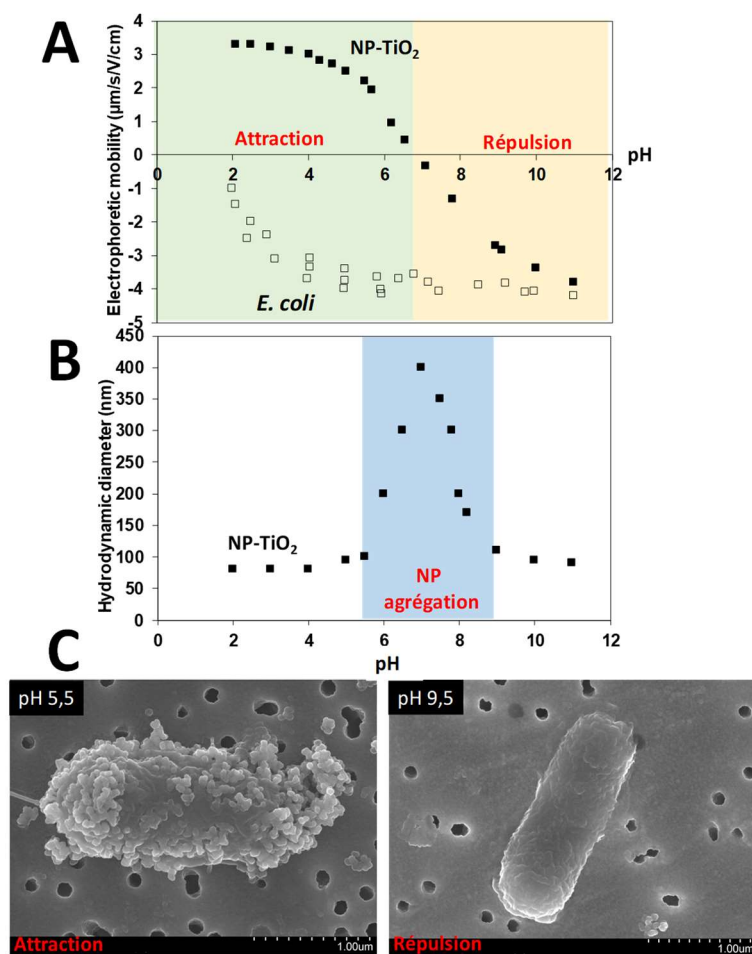 A
Electrophoretic mobility (µm/s/V/cm)
4
3
2
1
0
-1
-2
-3
-4
-5
NP-TiO₂
Attraction
Répulsion
pH
0 2 4 6 8 10 12
E. coli
B
Hydrodynamic diameter (nm)
450
400
350
300
250
200
150
100
50
0
NP-TiO₂
NP
agrégation
0 2 4 6 8 10 12
pH
C
pH 5,5
Attraction
1.00um
pH 9,5
Répulsion
1.00um